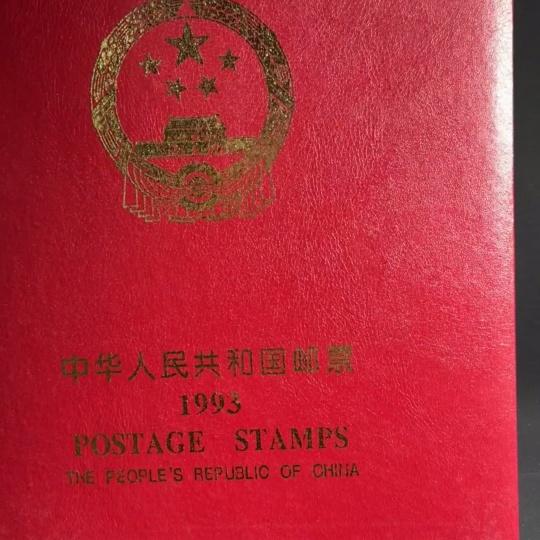 中华人民共和国邮票
1993
POSTAGE STAMPS
THE PEOPLE'S REPUBLIC OF CHINA